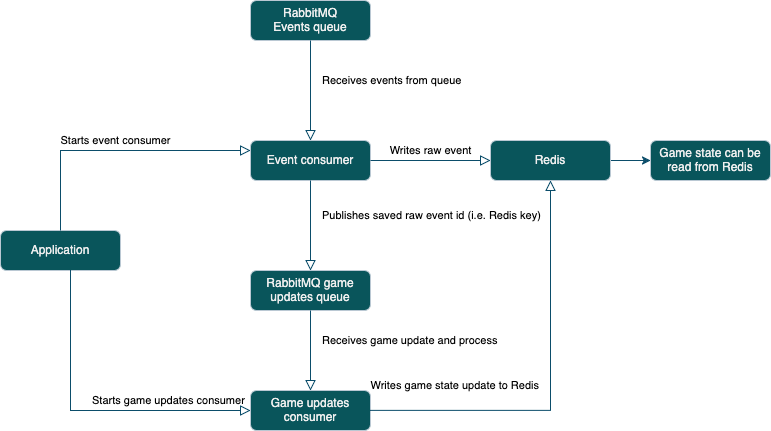 RabbitMQ
Events queue
Receives events from queue
Starts event consumer
Event consumer
Writes raw event
Redis
Game state can be
read from Redis
Publishes saved raw event id (i.e. Redis key)
Application
RabbitMQ game
updates queue
Receives game update and process
Writes game state update to Redis
Starts game updates consumer
Game updates
consumer